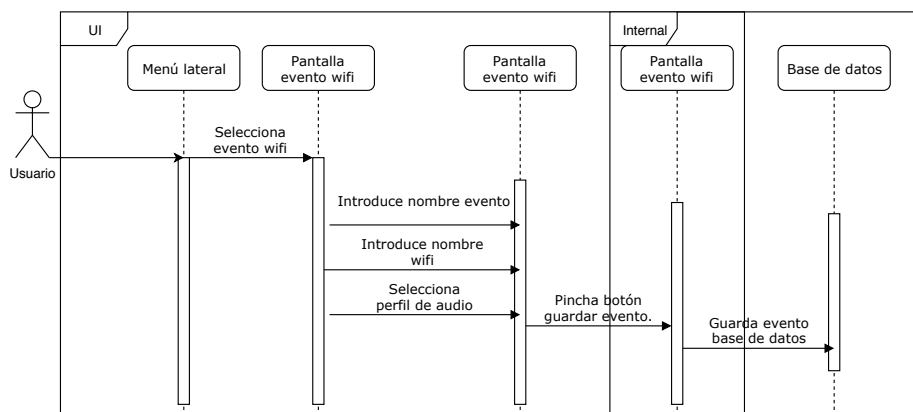 UI
Internal
Menú lateral
Pantalla
evento wifi
Pantalla
evento wifi
Pantalla
evento wifi
Base de datos
Usuario
Selecciona
evento wifi
Introduce nombre evento
Introduce nombre
wifi
Selecciona
perfil de audio
Pincha botón
guardar evento.
Guarda evento
base de datos